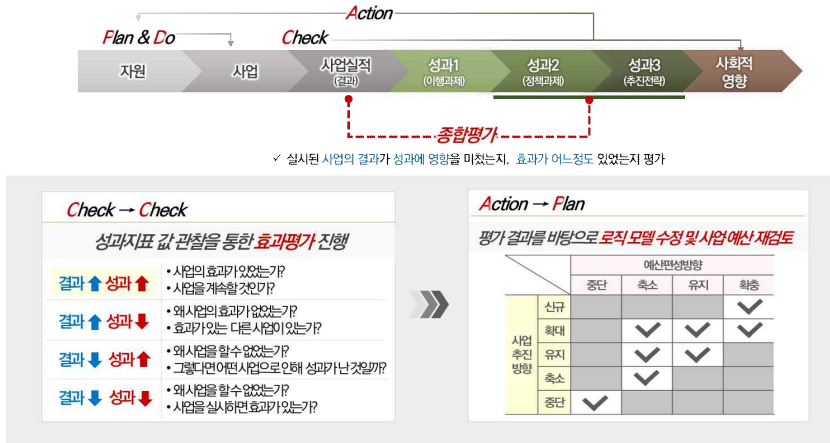 Action
Plan & Do
Check
자원
사업
사업실적
(결과)
성과1
(이행과제)
성과2
(정책과제)
성과3
(추진전략)
사회적
영향
종합평가
✓ 실시된 사업의 결과가 성과에 영향을 미쳤는지, 효과가 어느정도 있었는지 평가
Check → Check
성과지표 값 관찰을 통한 효과평가 진행
결과 ⬆ 성과 ⬆
• 사업의 효과가 있었는가?
• 사업을 계속할 것인가?
결과 ⬆ 성과 ⬇
• 왜 사업의 효과가 없었는가?
• 효과가 있는 다른 사업이 있는가?
결과 ⬇ 성과 ⬆
• 왜 사업을 할 수 없었는가?
• 그렇다면 어떤 사업으로 인해 성과가 난 것일까?
결과 ⬇ 성과 ⬇
• 왜 사업을 할 수 없었는가?
• 사업을 실시하면 효과가 있는가?
Action → Plan
평가 결과를 바탕으로 로직 모델 수정 및 사업 예산 재검토
예산편성방향
중단 축소 유지 확충
사업
추진
방향
신규 ✓
확대 ✓ ✓ ✓
유지 ✓ ✓
축소 ✓
중단 ✓